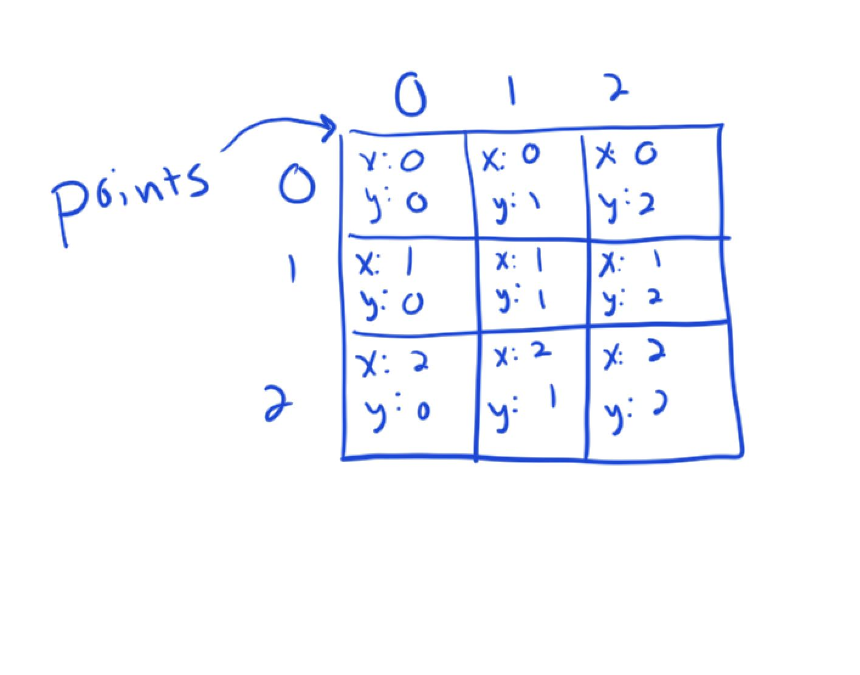 0 1 2
points
0
x:0 x: 0 x: 0
y: 0 y: 1 y:2
1
x: 1 x: 1 x: 1
y: 0 y: 1 y: 2
x: 2 x: 2 x: 2
2
y: 0 y: 1 y: 2